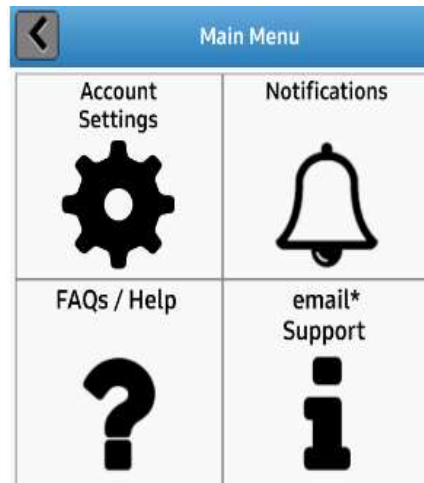 Main Menu
Account
Settings
Notifications
FAQs / Help
email*
Support